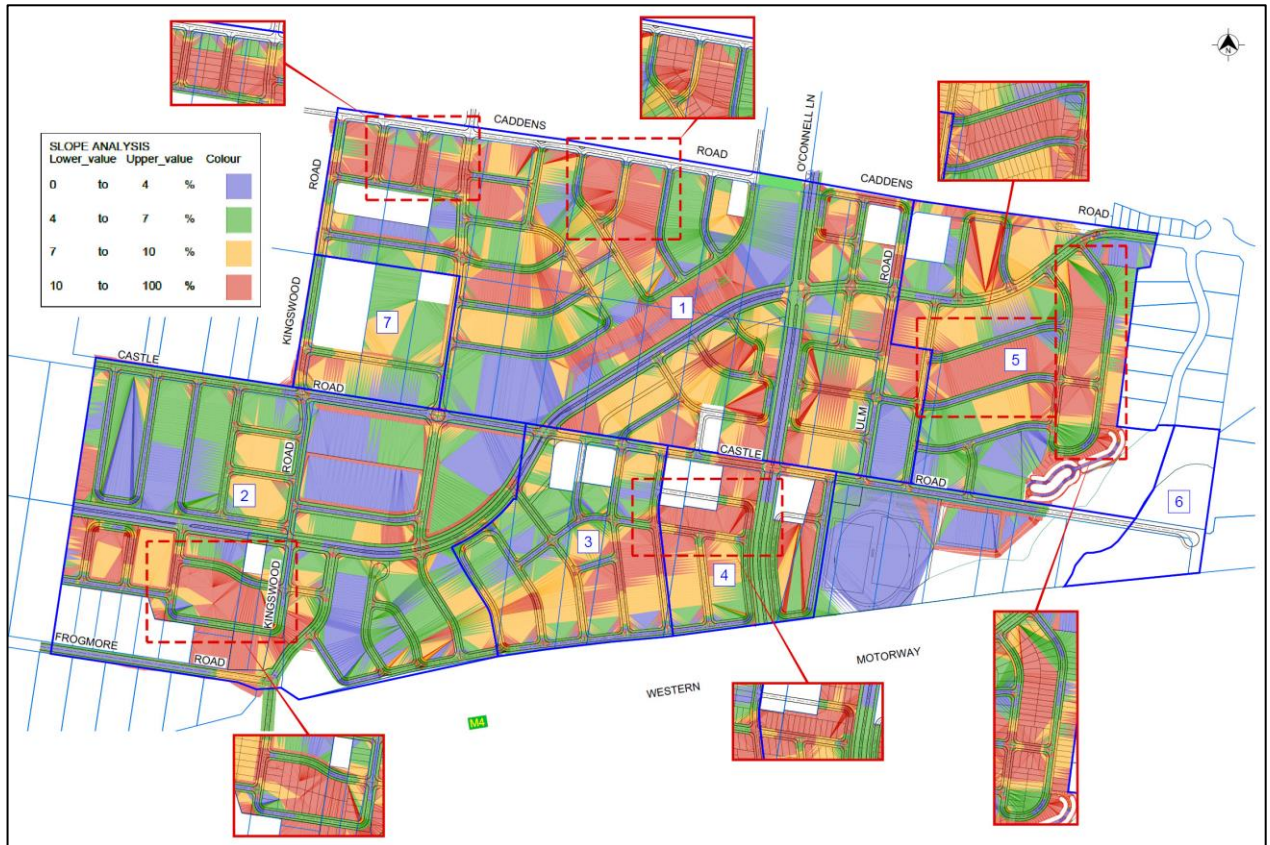 N
CADDENS
ROAD
O'CONNELL LN
CADDENS
ROAD
SLOPE ANALYSIS
Lower_value Upper_value Colour
0 to 4 %
4 to 7 %
7 to 10 %
10 to 100 %
ROAD
KINGSWOOD
ROAD
1
7
5
CASTLE
ROAD
ULM
CASTLE
ROAD
6
ROAD
2
3
4
KINGSWOOD
FROGMORE
ROAD
WESTERN
MOTORWAY
M4